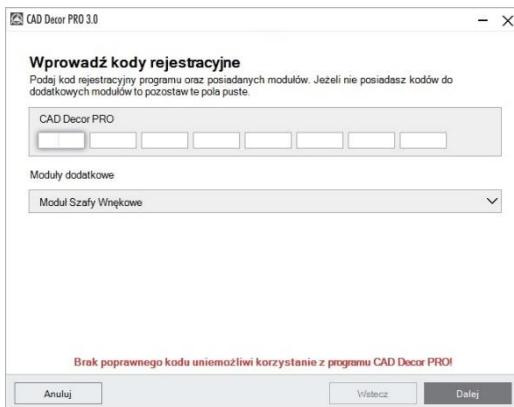 CAD Decor PRO 3.0
Wprowadź kody rejestracyjne
Podaj kod rejestracyjny programu oraz posiadanych modułów. Jeżeli nie posiadasz kodów do
dodatkowych modułów to pozostaw te pola puste.
CAD Decor PRO
Moduły dodatkowe
Moduł Szafy Wnękowe
Brak poprawnego kodu uniemożliwi korzystanie z programu CAD Decor PRO!
Anuluj
Wstecz
Dalej